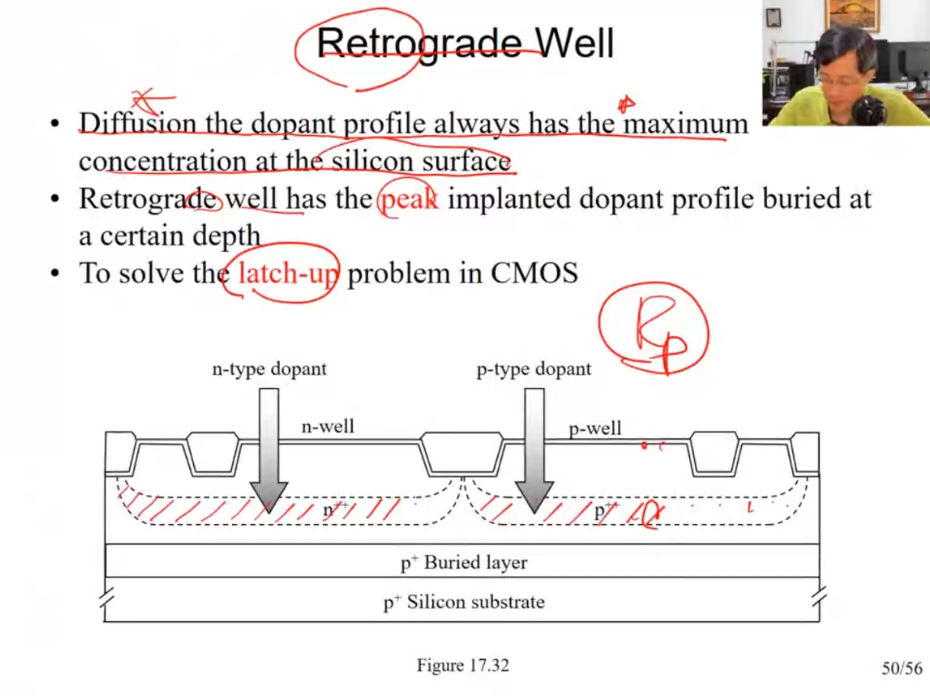 Retrograde Well
• Diffusion the dopant profile always has the maximum
concentration at the silicon surface
• Retrograde well has the peak implanted dopant profile buried at
a certain depth
• To solve the latch-up problem in CMOS
Rp
n-type dopant
p-type dopant
n-well
p-well
n++
p++
p+ Buried layer
p+ Silicon substrate
Figure 17.32
50/56